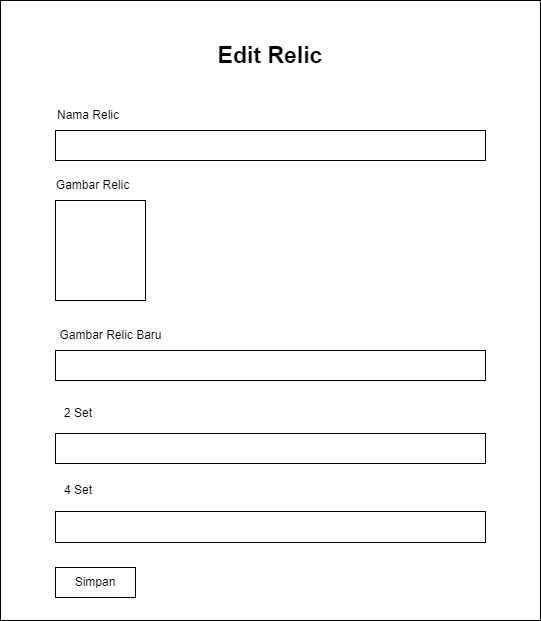 Edit Relic
Nama Relic
Gambar Relic
Gambar Relic Baru
2 Set
4 Set
Simpan